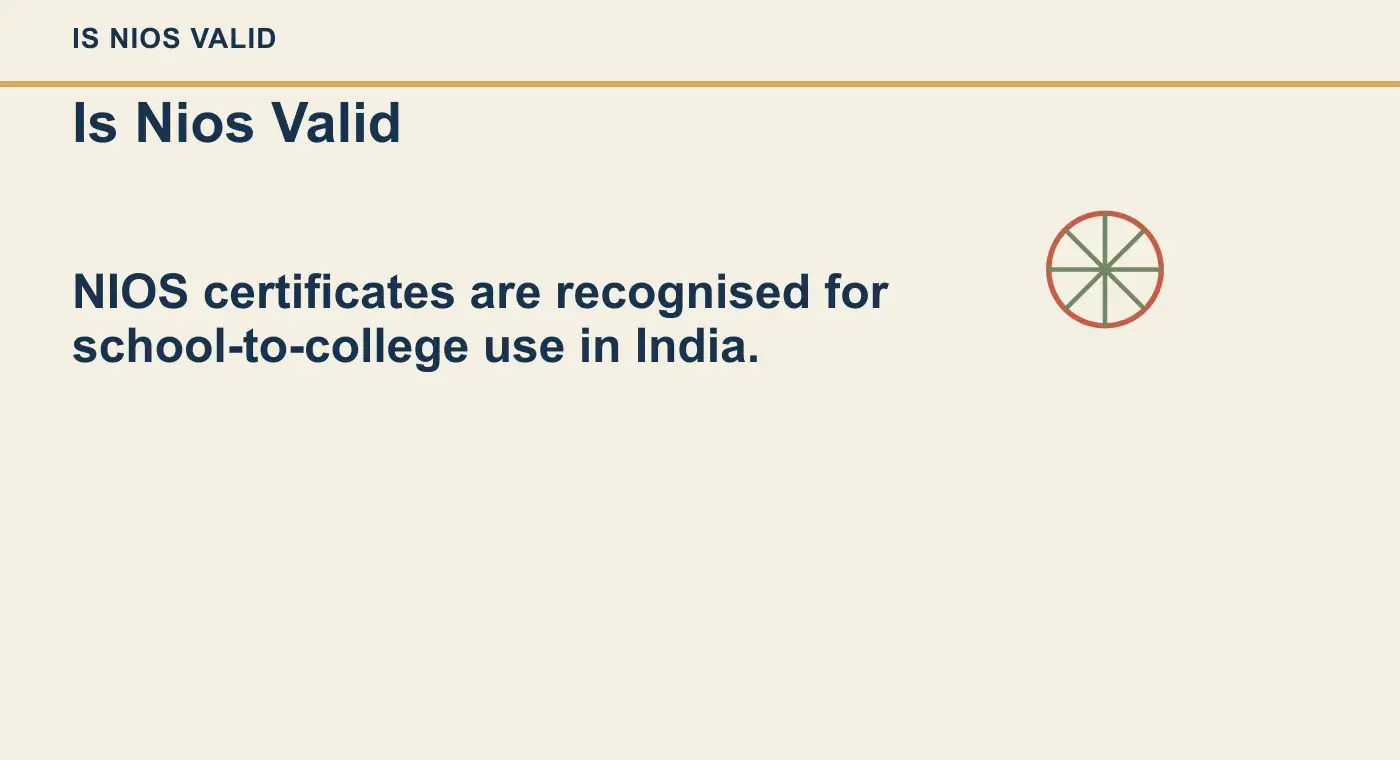 IS NIOS VALID
Is Nios Valid
NIOS certificates are recognised for
school-to-college use in India.